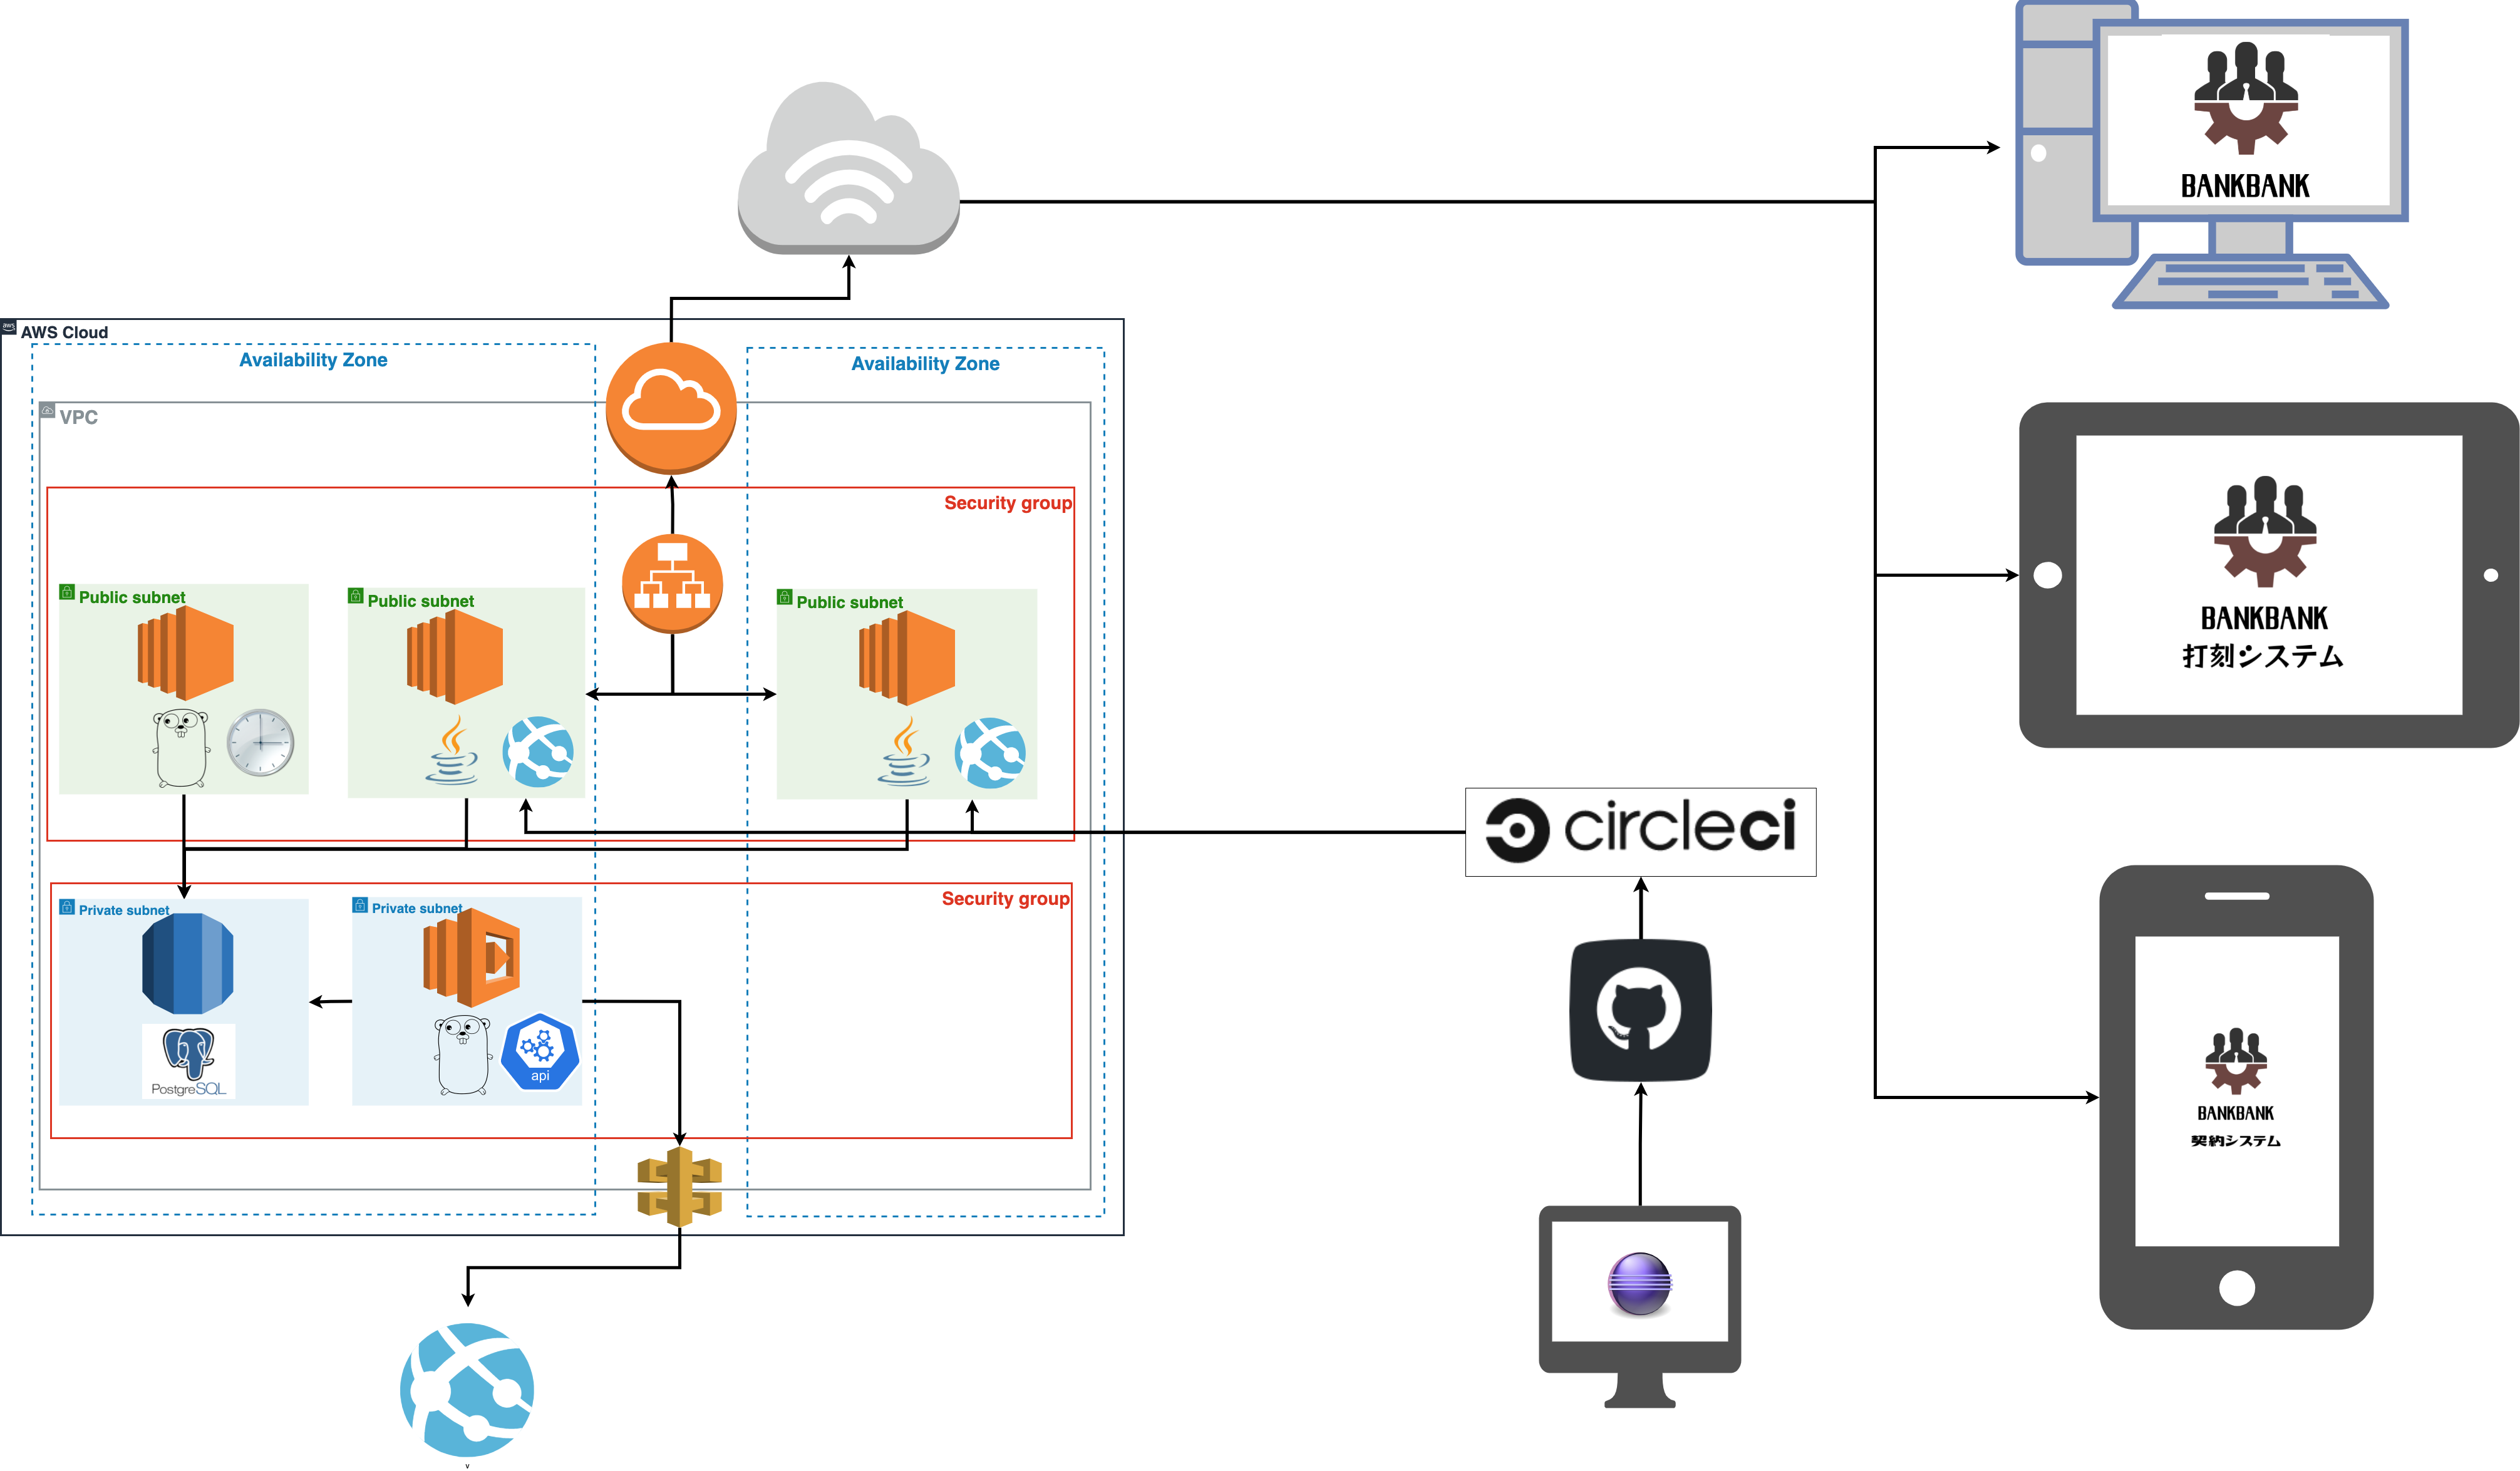 BANKBANK
aws
AWS Cloud
Availability Zone
Availability Zone
VPC
Security group
BANKBANK
打刻システム
Public subnet
Public subnet
Public subnet
circleci
Security group
Private subnet
Private subnet
PostgreSQL
api
BANKBANK
契約システム
v